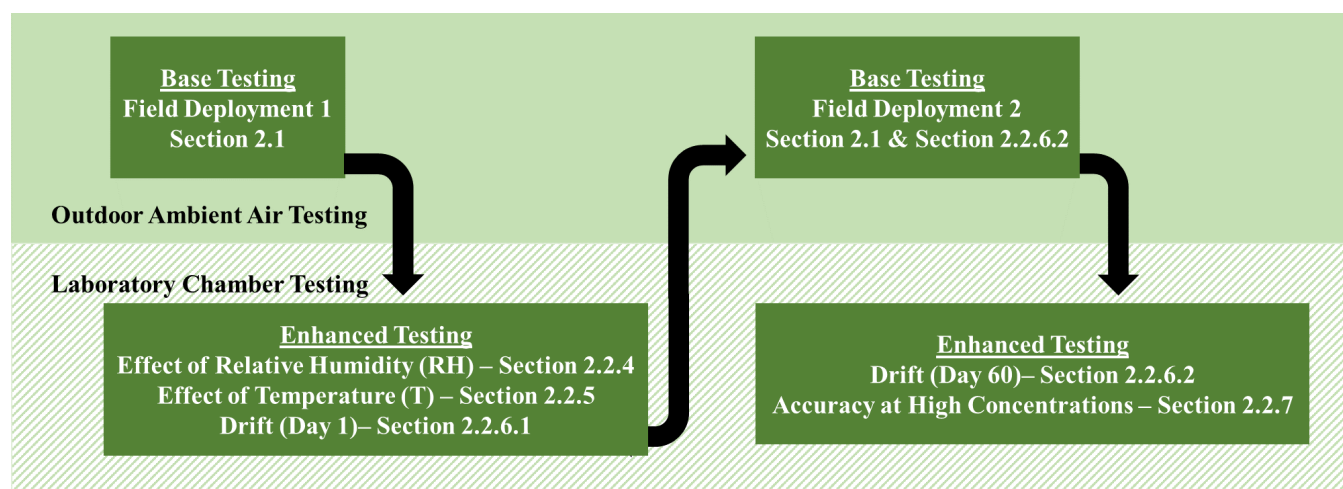 Base Testing
Field Deployment 1
Section 2.1
Outdoor Ambient Air Testing
Laboratory Chamber Testing
Enhanced Testing
Effect of Relative Humidity (RH) – Section 2.2.4
Effect of Temperature (T) – Section 2.2.5
Drift (Day 1)– Section 2.2.6.1
Base Testing
Field Deployment 2
Section 2.1 & Section 2.2.6.2
Enhanced Testing
Drift (Day 60)– Section 2.2.6.2
Accuracy at High Concentrations – Section 2.2.7